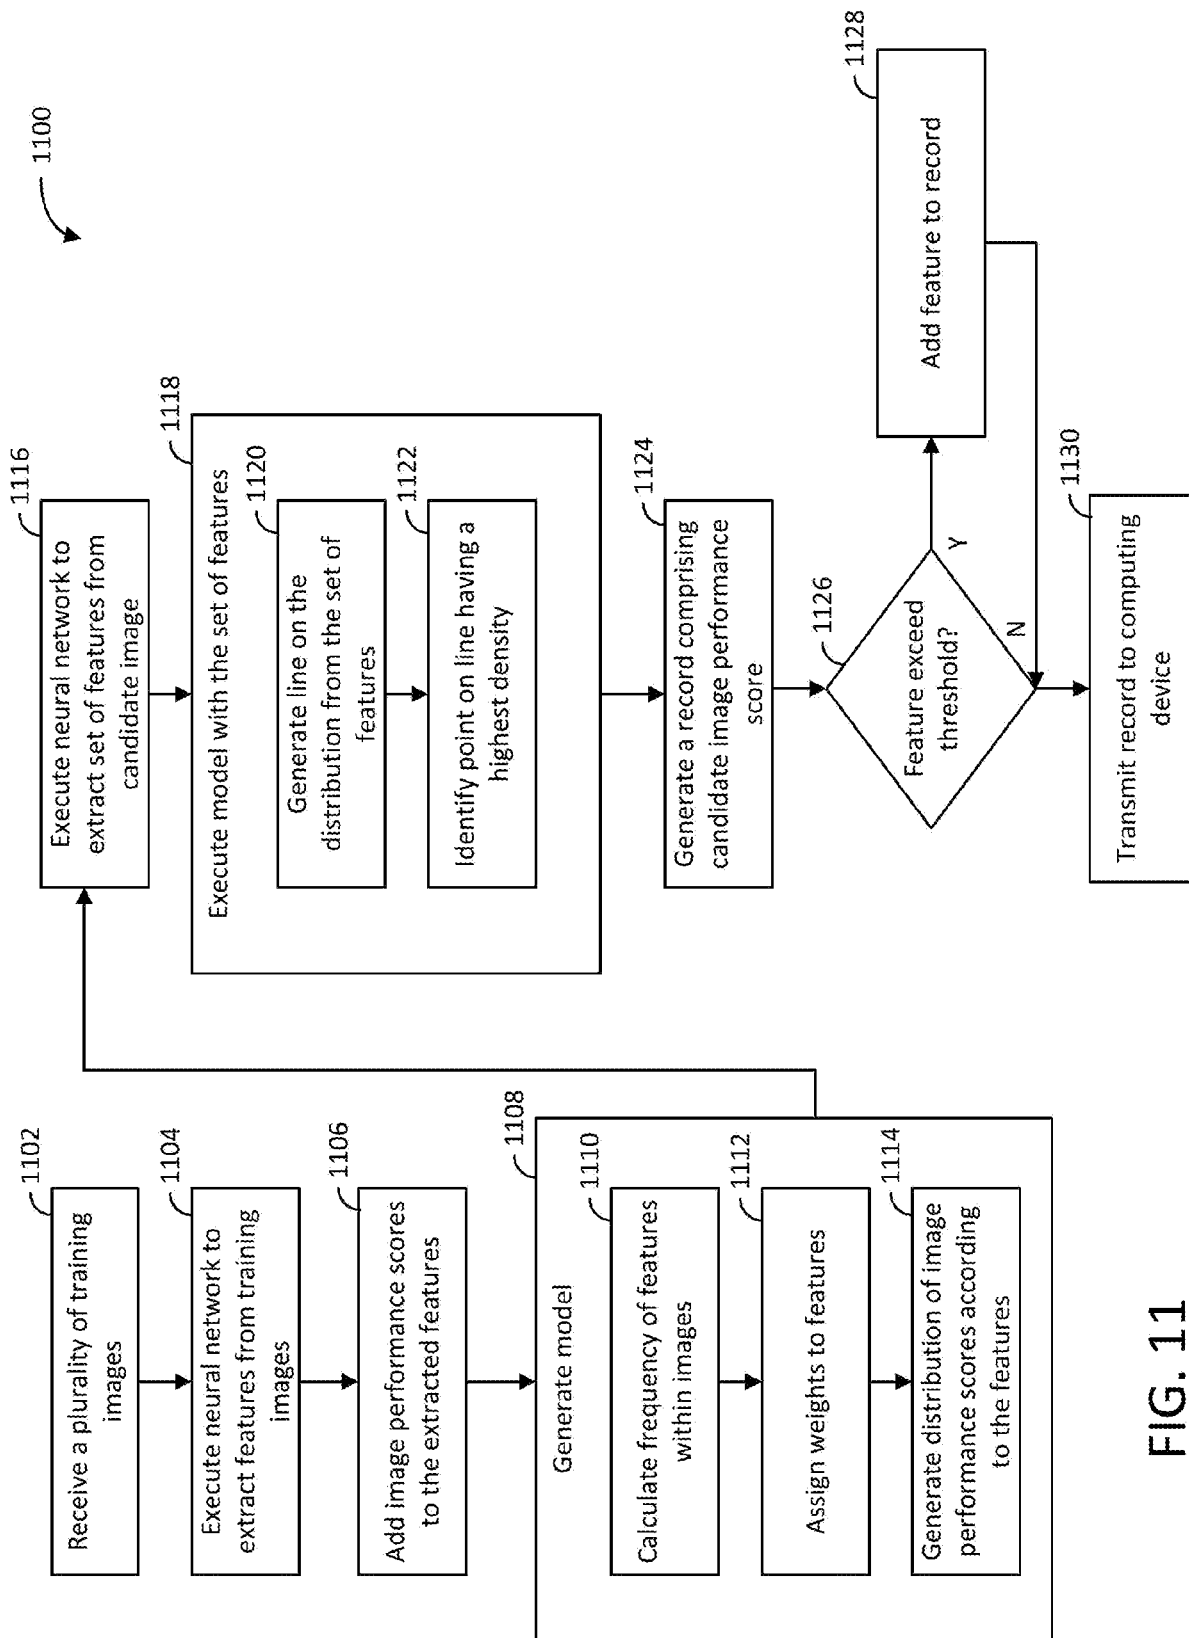 1100
1102
Receive a plurality of training
images
1104
Execute neural network to
extract features from training
images
1106
Add image performance scores
to the extracted features
1108
Generate model
1110
Calculate frequency of features
within images
1112
Assign weights to features
1114
Generate distribution of image
performance scores according
to the features
1116
Execute neural network to
extract set of features from
candidate image
1118
Execute model with the set of features
1120
Generate line on the
distribution from the set of
features
1122
Identify point on line having a
highest density
1124
Generate a record comprising
candidate image performance
score
1126
Feature exceed
threshold?
Y
N
1128
Add feature to record
1130
Transmit record to computing
device
FIG. 11